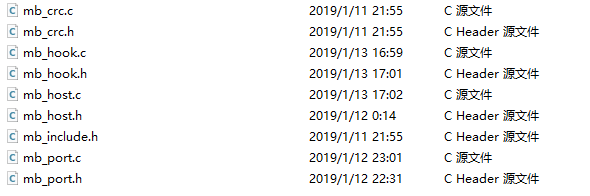 mb_crc.c 2019/1/11 21:55 C 源文件
mb_crc.h 2019/1/11 21:55 C Header 源文件
mb_hook.c 2019/1/13 16:59 C 源文件
mb_hook.h 2019/1/13 17:01 C Header 源文件
mb_host.c 2019/1/13 17:02 C 源文件
mb_host.h 2019/1/12 0:14 C Header 源文件
mb_include.h 2019/1/11 21:55 C Header 源文件
mb_port.c 2019/1/12 23:01 C 源文件
mb_port.h 2019/1/12 22:31 C Header 源文件